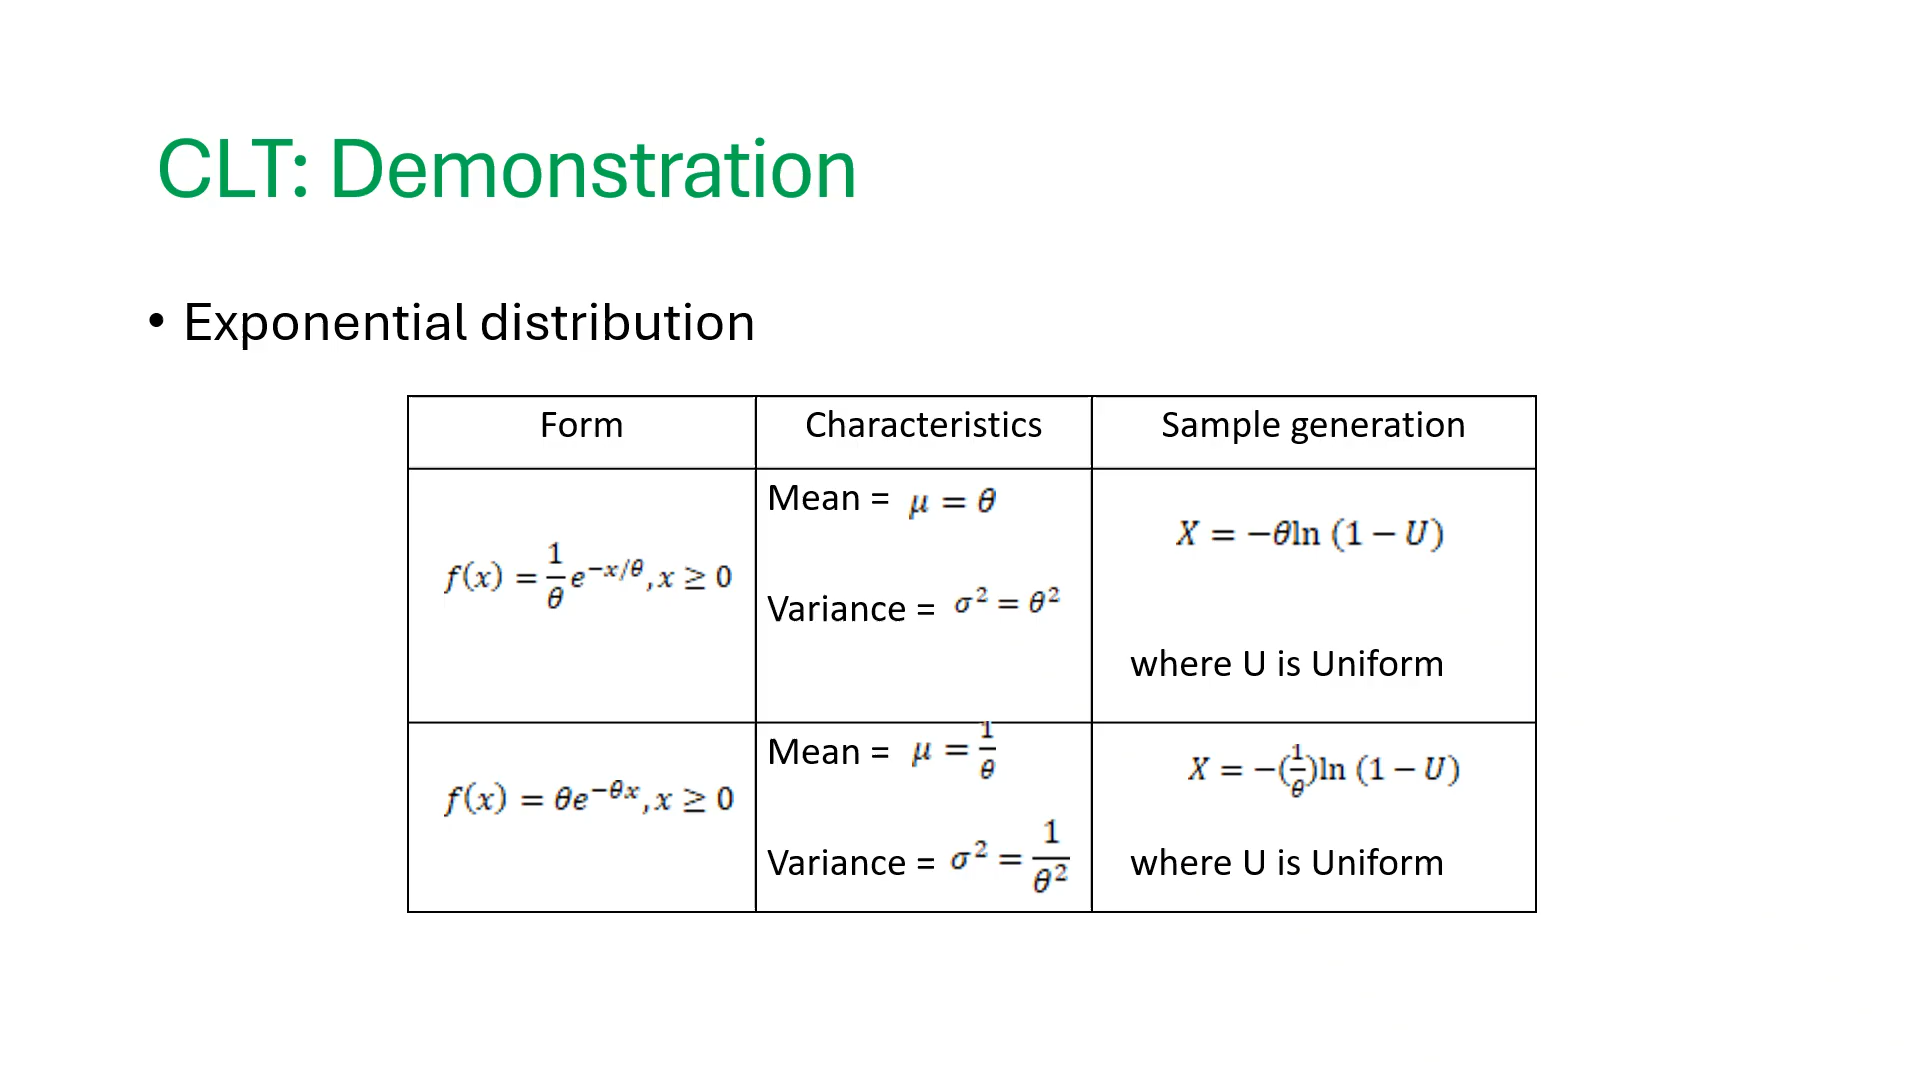 CLT: Demonstration
• Exponential distribution
Form Characteristics Sample generation
f(x) = 1/θ e^{−x/θ}, x ≥ 0
Mean = μ = θ
Variance = σ² = θ²
X = −θln (1 − U)
where U is Uniform
f(x) = θe^{−θx}, x ≥ 0
Mean = μ = 1/θ
Variance = σ² = 1/θ²
X = −(1/θ)ln (1 − U)
where U is Uniform